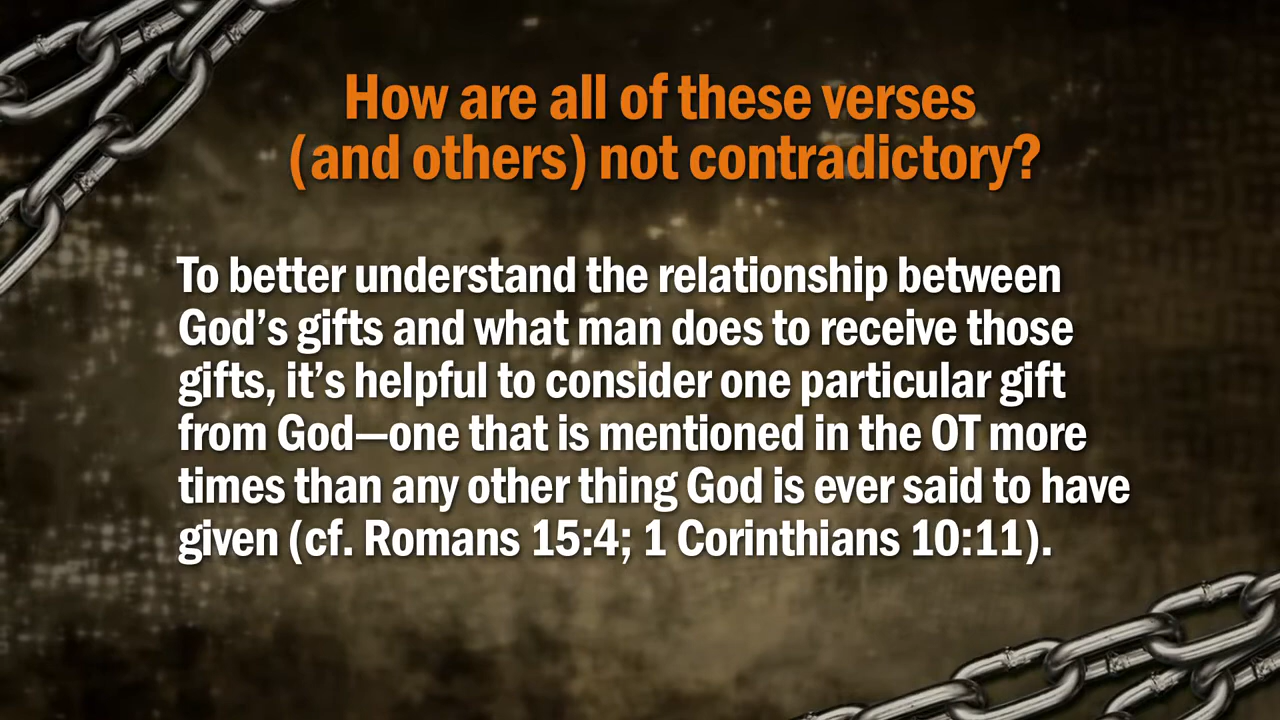 How are all of these verses
(and others) not contradictory?
To better understand the relationship between
God’s gifts and what man does to receive those
gifts, it’s helpful to consider one particular gift
from God—one that is mentioned in the OT more
times than any other thing God is ever said to have
given (cf. Romans 15:4; 1 Corinthians 10:11).